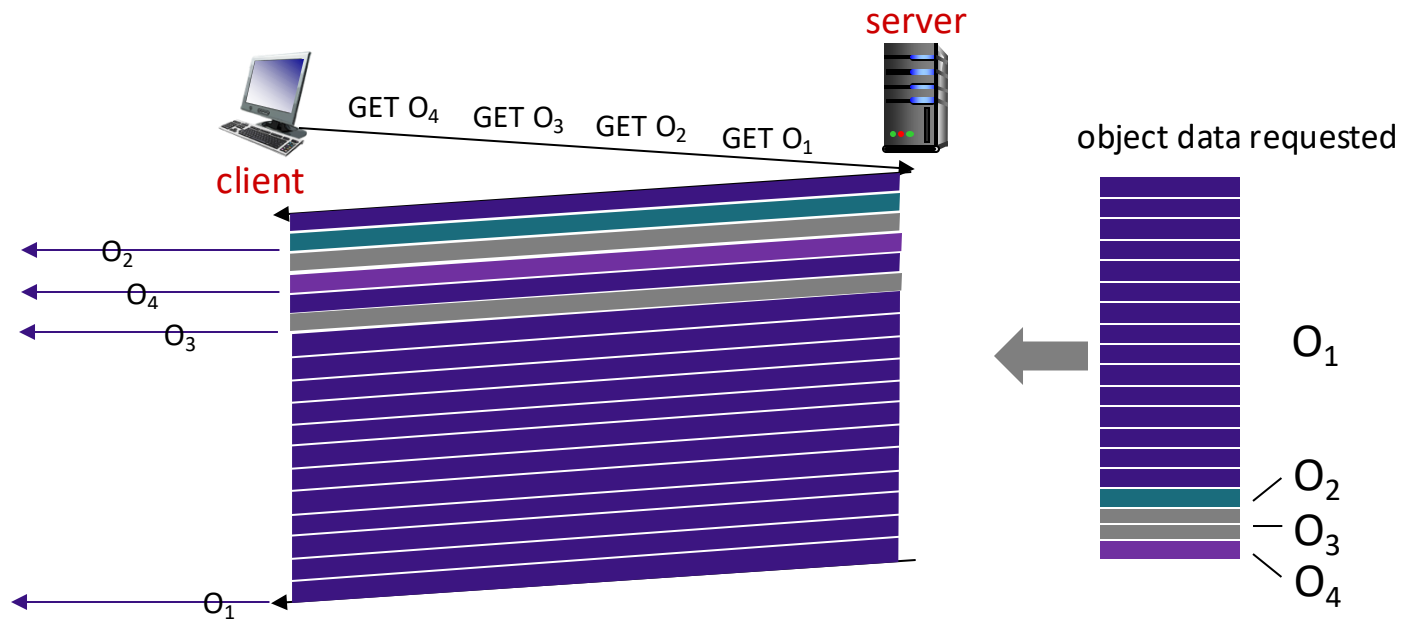 server
GET O₄ GET O₃ GET O₂ GET O₁
object data requested
client
O₂
O₄
O₃
O₁
O₁
O₂
O₃
O₄